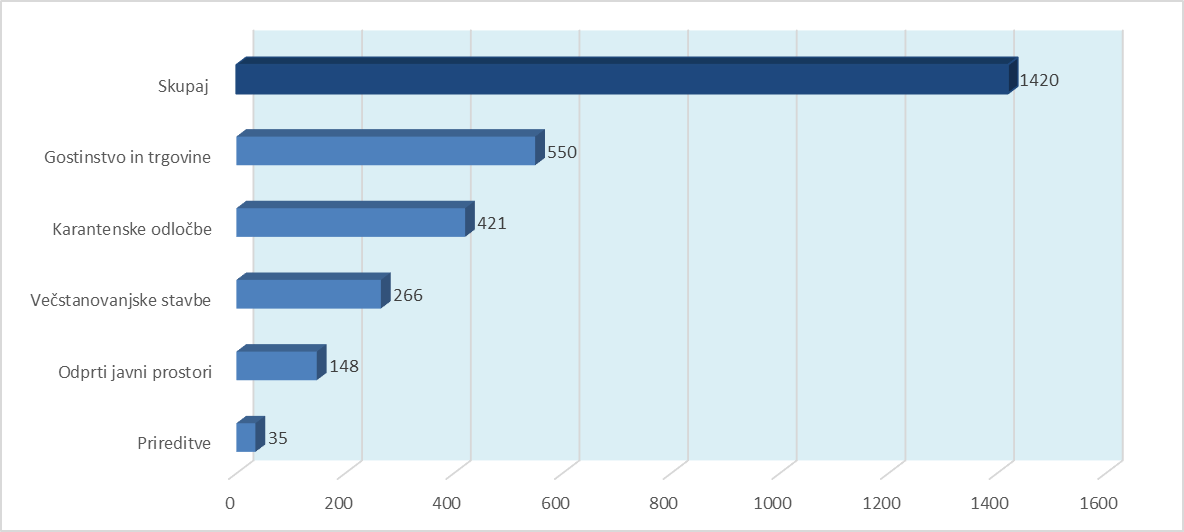 Skupaj 1420
Gostinstvo in trgovine 550
Karantenske odločbe 421
Večstanovanjske stavbe 266
Odprti javni prostori 148
Prireditve 35
0 200 400 600 800 1000 1200 1400 1600